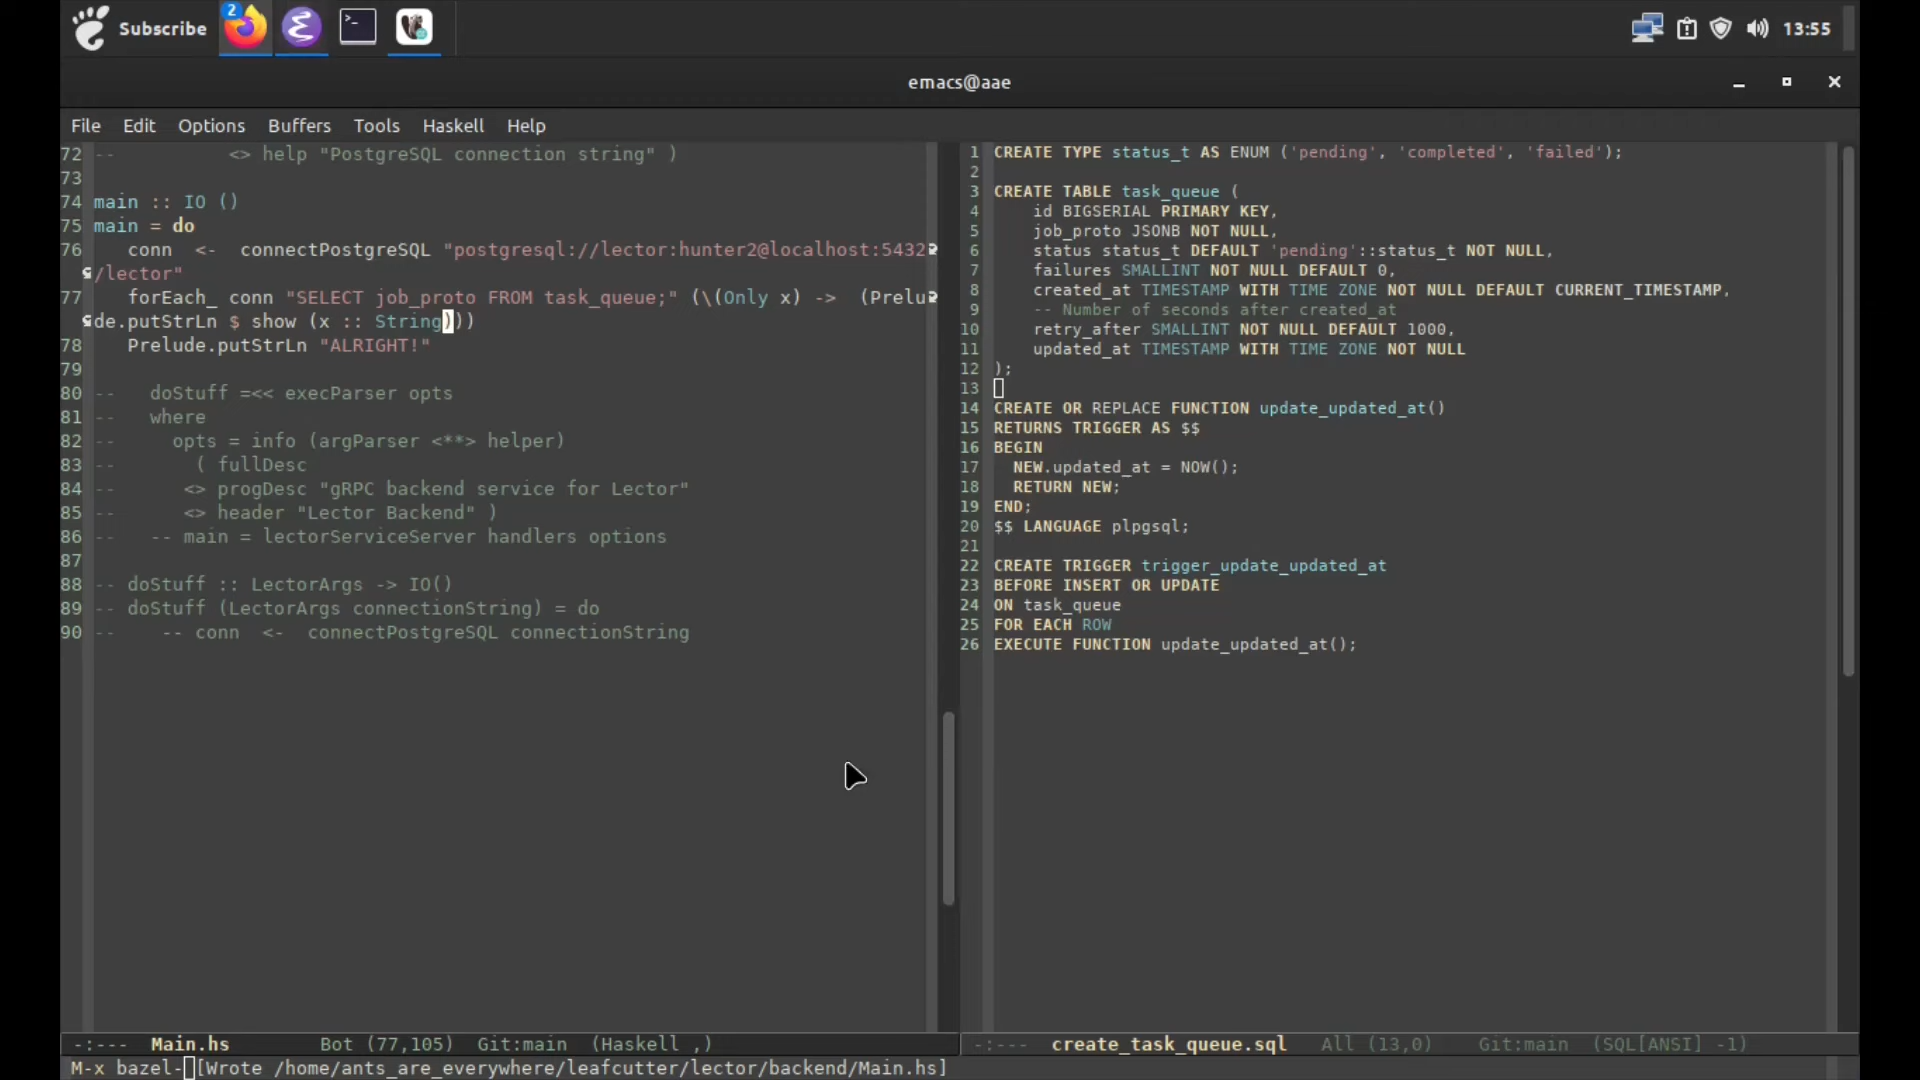 2
Subscribe
13:55
emacs@aae
File Edit Options Buffers Tools Haskell Help
72 --          <> help "PostgreSQL connection string" )
73
74 main :: IO ()
75 main = do
76    conn  <-  connectPostgreSQL "postgresql://lector:hunter2@localhost:5432
/lector"
77    forEach_ conn "SELECT job_proto FROM task_queue;" (\(Only x) ->  (Prelu
de.putStrLn $ show (x :: String)))
78    Prelude.putStrLn "ALRIGHT!"
79
80 --   doStuff =<< execParser opts
81 --   where
82 --     opts = info (argParser <**> helper)
83 --       ( fullDesc
84 --      <> progDesc "gRPC backend service for Lector"
85 --      <> header "Lector Backend" )
86 --   -- main = lectorServiceServer handlers options
87
88 -- doStuff :: LectorArgs -> IO()
89 -- doStuff (LectorArgs connectionString) = do
90 --    -- conn  <-  connectPostgreSQL connectionString
-:---  Main.hs        Bot (77,105)  Git:main  (Haskell ,)
1 CREATE TYPE status_t AS ENUM ('pending', 'completed', 'failed');
2
3 CREATE TABLE task_queue (
4     id BIGSERIAL PRIMARY KEY,
5     job_proto JSONB NOT NULL,
6     status status_t DEFAULT 'pending'::status_t NOT NULL,
7     failures SMALLINT NOT NULL DEFAULT 0,
8     created_at TIMESTAMP WITH TIME ZONE NOT NULL DEFAULT CURRENT_TIMESTAMP,
9     -- Number of seconds after created_at
10     retry_after SMALLINT NOT NULL DEFAULT 1000,
11     updated_at TIMESTAMP WITH TIME ZONE NOT NULL
12 );
13
14 CREATE OR REPLACE FUNCTION update_updated_at()
15 RETURNS TRIGGER AS $$
16 BEGIN
17   NEW.updated_at = NOW();
18   RETURN NEW;
19 END;
20 $$ LANGUAGE plpgsql;
21
22 CREATE TRIGGER trigger_update_updated_at
23 BEFORE INSERT OR UPDATE
24 ON task_queue
25 FOR EACH ROW
26 EXECUTE FUNCTION update_updated_at();
-:---  create_task_queue.sql   All (13,0)    Git:main  (SQL[ANSI] -1)
M-x bazel- [Wrote /home/ants_are_everywhere/leafcutter/lector/backend/Main.hs]